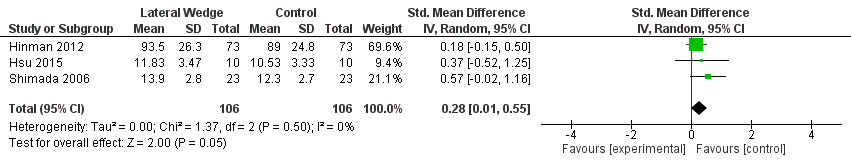 Lateral Wedge Control Std. Mean Difference Std. Mean Difference
Study or Subgroup Mean SD Total Mean SD Total Weight IV, Random, 95% CI IV, Random, 95% CI
Hinman 2012 93.5 26.3 73 89 24.8 73 69.6% 0.18 [-0.15, 0.50]
Hsu 2015 11.83 3.47 10 10.53 3.33 10 9.4% 0.37 [-0.52, 1.25]
Shimada 2006 13.9 2.8 23 12.3 2.7 23 21.1% 0.57 [-0.02, 1.16]
Total (95% CI) 106 106 100.0% 0.28 [0.01, 0.55]
Heterogeneity: Tau² = 0.00; Chi² = 1.37, df = 2 (P = 0.50); I² = 0%
Test for overall effect: Z = 2.00 (P = 0.05)
-4 -2 0 2 4
Favours [experimental] Favours [control]